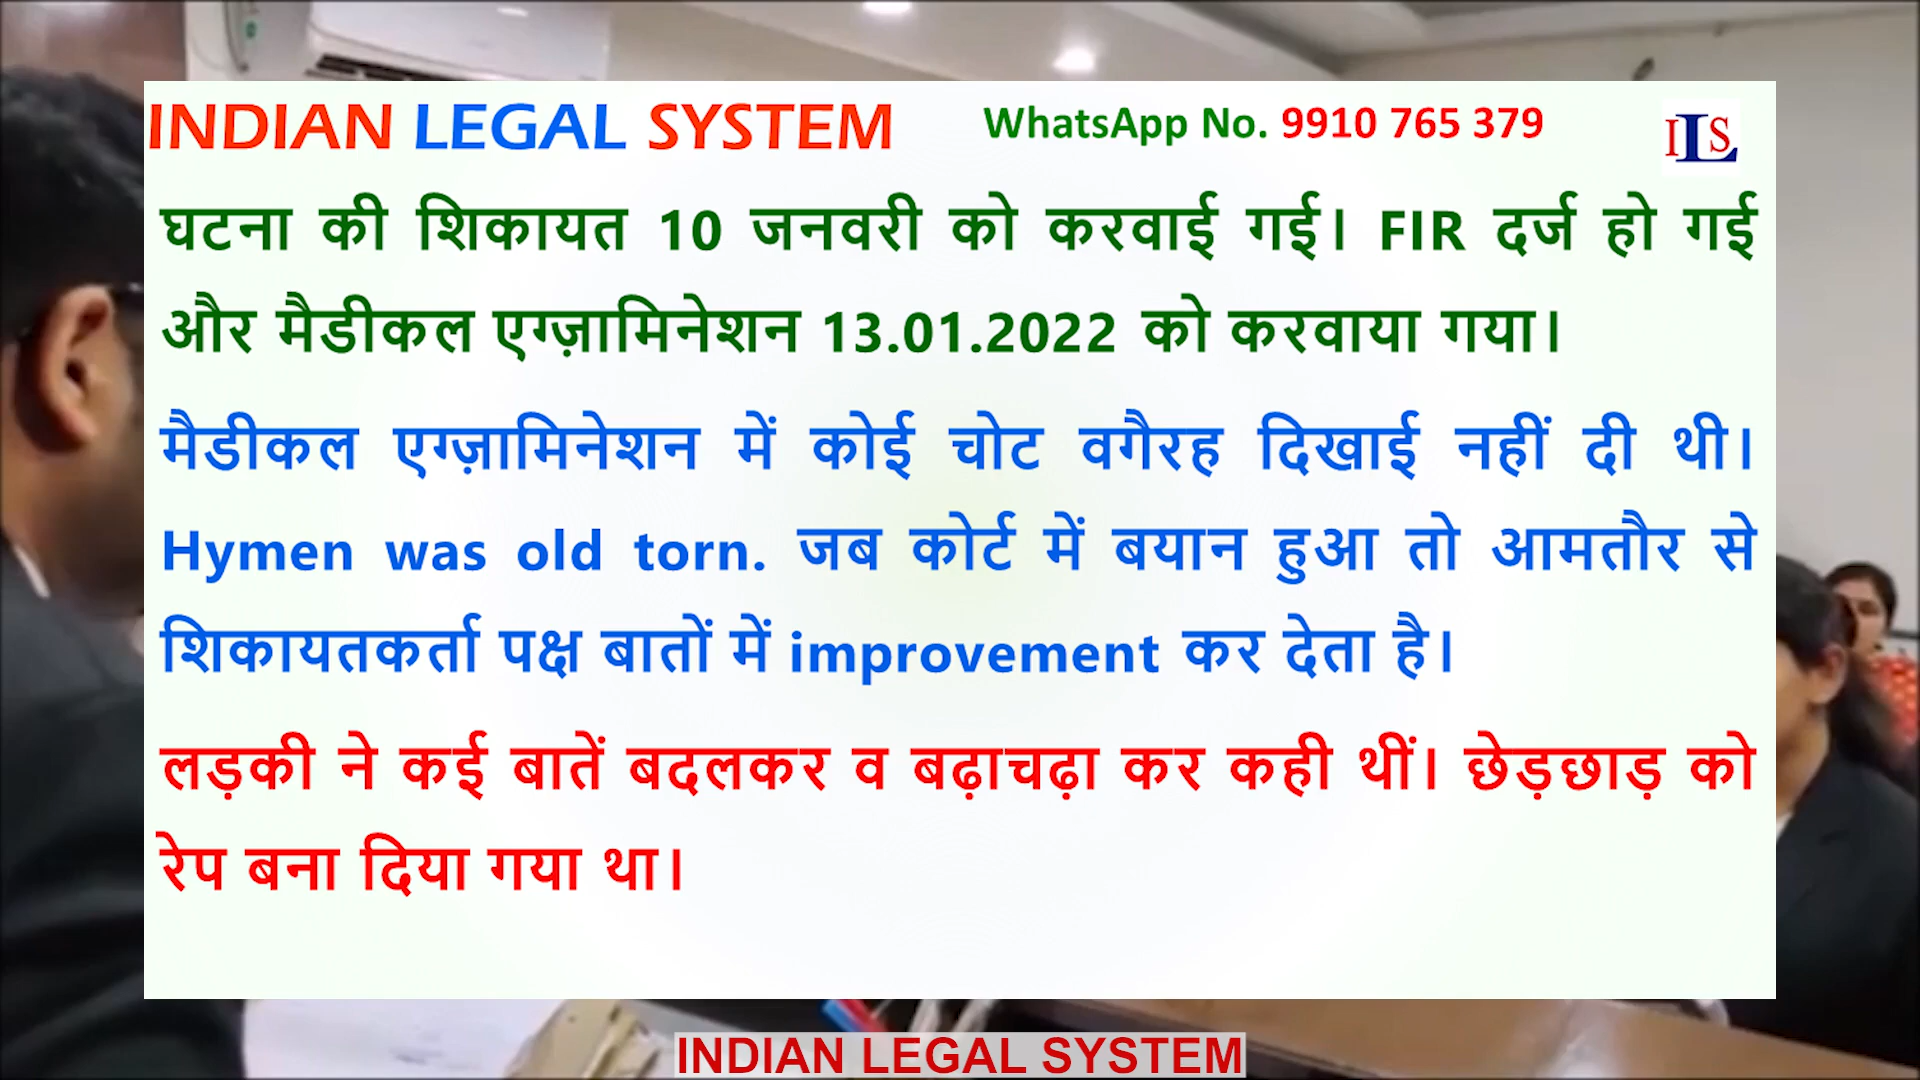 INDIAN LEGAL SYSTEM WhatsApp No. 9910 765 379 ILS
घटना की शिकायत 10 जनवरी को करवाई गई। FIR दर्ज हो गई
और मैडीकल एग्ज़ामिनेशन 13.01.2022 को करवाया गया।
मैडीकल एग्ज़ामिनेशन में कोई चोट वगैरह दिखाई नहीं दी थी।
Hymen was old torn. जब कोर्ट में बयान हुआ तो आमतौर से
शिकायतकर्ता पक्ष बातों में improvement कर देता है।
लड़की ने कई बातें बदलकर व बढ़ाचढ़ा कर कही थीं। छेड़छाड़ को
रेप बना दिया गया था।
INDIAN LEGAL SYSTEM